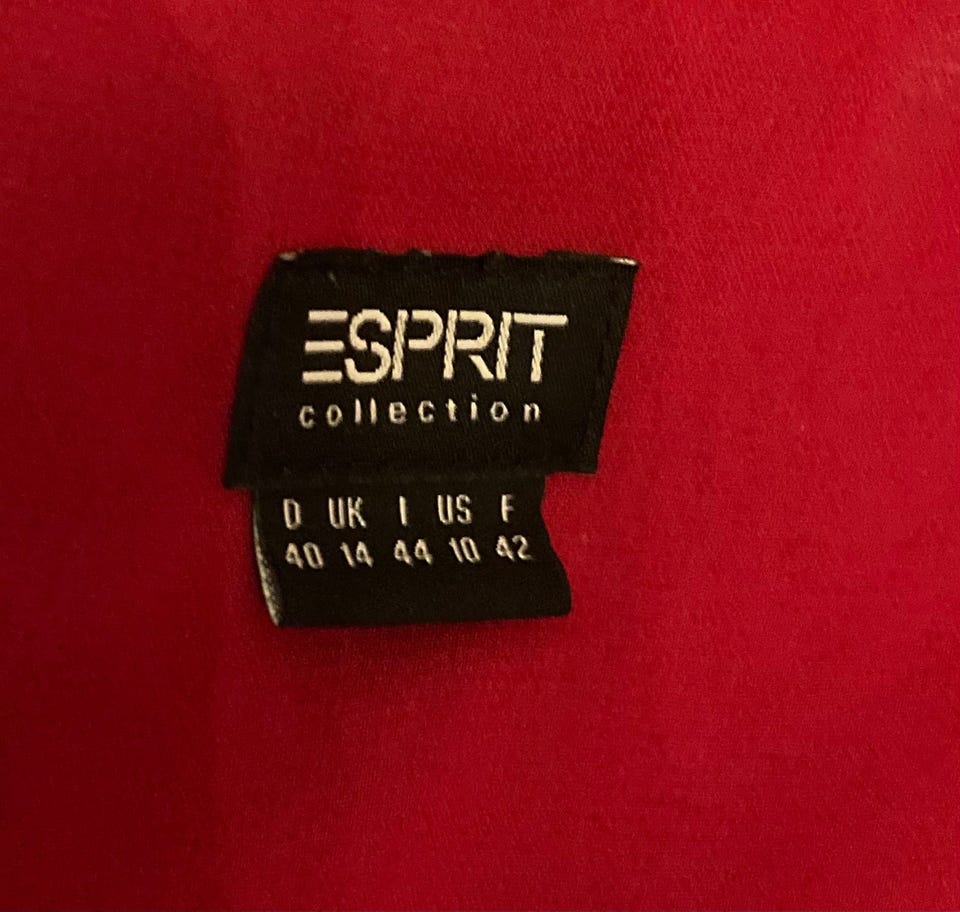 ESPRIT
collection
D UK I US F
40 14 44 10 42